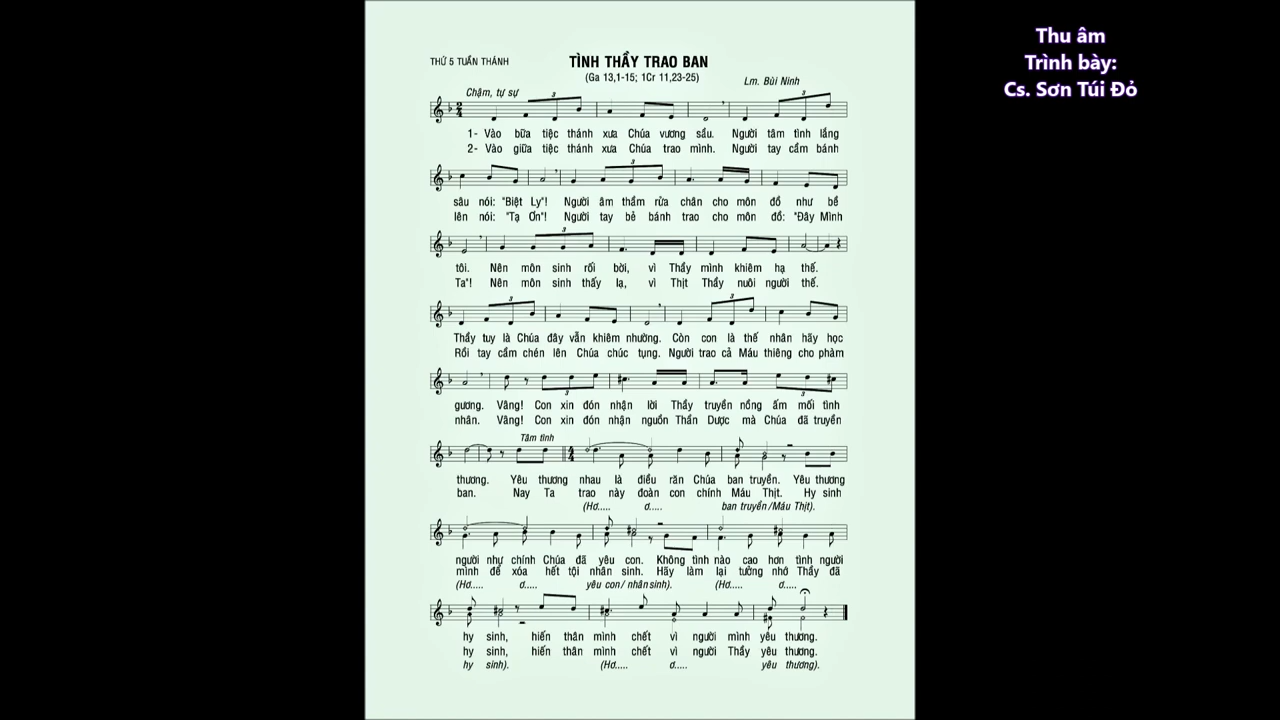 Thu âm
Trình bày:
Cs. Sơn Túi Đỏ
THỨ 5 TUẦN THÁNH
TÌNH THẦY TRAO BAN
(Ga 13,1-15; 1Cr 11,23-25)
Lm. Bùi Ninh
Chậm, tự sự
1- Vào bữa tiệc thánh xưa Chúa vương sầu. Người tâm tình lắng
2- Vào giữa tiệc thánh xưa Chúa trao mình. Người tay cầm bánh
sâu nói: "Biệt Ly"! Người âm thầm rửa chân cho môn đồ như bề
lên nói: "Tạ Ơn"! Người tay bẻ bánh trao cho môn đồ: "Đây Mình
tôi. Nên môn sinh rối bời, vì Thầy mình khiêm hạ thế.
Ta"! Nên môn sinh thấy lạ, vì Thịt Thầy nuôi người thế.
Thầy tuy là Chúa đây vẫn khiêm nhường. Còn con là thế nhân hãy học
Rồi tay cầm chén lên Chúa chúc tụng. Người trao cả Máu thiêng cho phàm
gương. Vâng! Con xin đón nhận lời Thầy truyền nồng ấm mối tình
nhân. Vâng! Con xin đón nhận nguồn Thần Dược mà Chúa đã truyền
Tâm tình
thương. Yêu thương nhau là điều răn Chúa ban truyền. Yêu thương
ban. Nay Ta trao này đoàn con chính Máu Thịt. Hy sinh
(Hơ..... ơ..... ban truyền/Máu Thịt).
người như chính Chúa đã yêu con. Không tình nào cao hơn tình người
mình để xóa hết tội nhân sinh. Hãy làm lại tưởng nhớ Thầy đã
(Hơ..... ơ..... yêu con/ nhân sinh). (Hơ..... ơ.....
hy sinh, hiến thân mình chết vì người mình yêu thương.
hy sinh, hiến thân mình chết vì người Thầy yêu thương.
hy sinh). (Hơ..... ơ..... yêu thương).